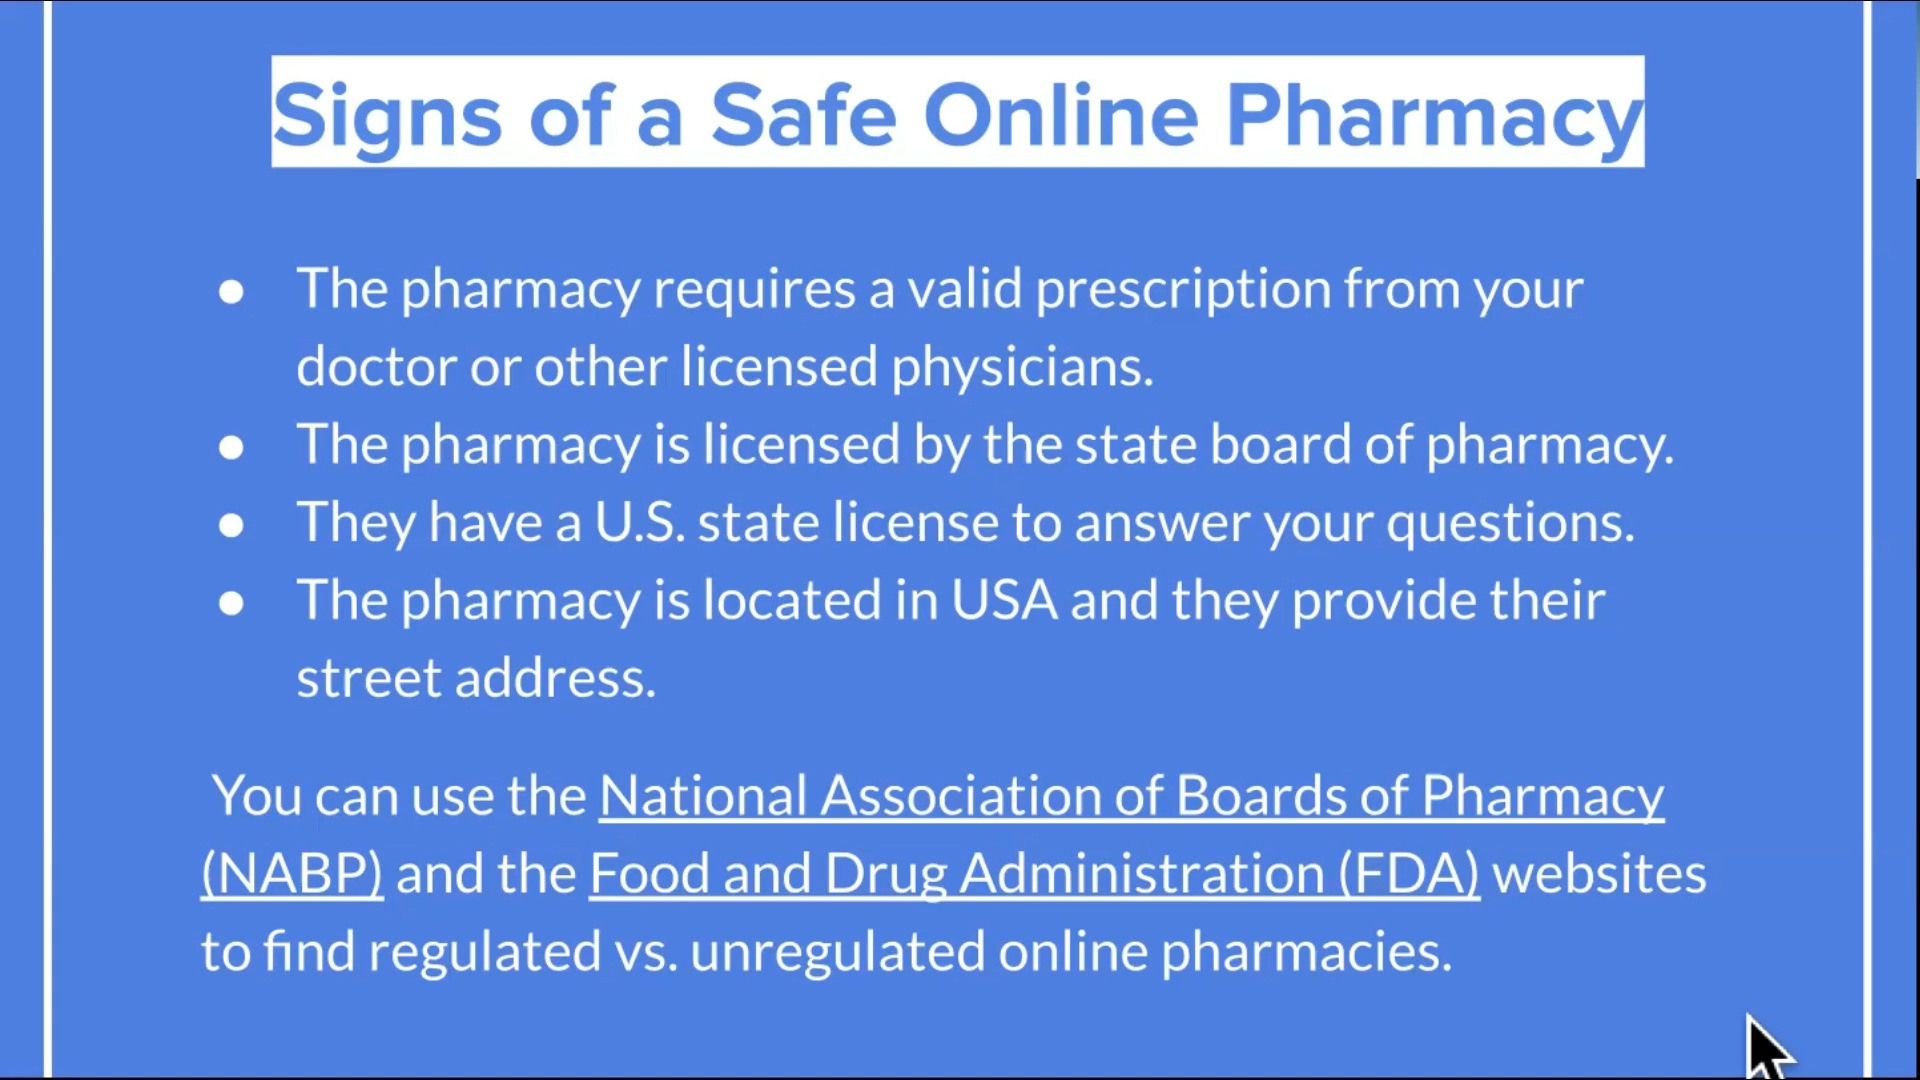 Signs of a Safe Online Pharmacy
● The pharmacy requires a valid prescription from your
doctor or other licensed physicians.
● The pharmacy is licensed by the state board of pharmacy.
● They have a U.S. state license to answer your questions.
● The pharmacy is located in USA and they provide their
street address.
You can use the National Association of Boards of Pharmacy
(NABP) and the Food and Drug Administration (FDA) websites
to find regulated vs. unregulated online pharmacies.